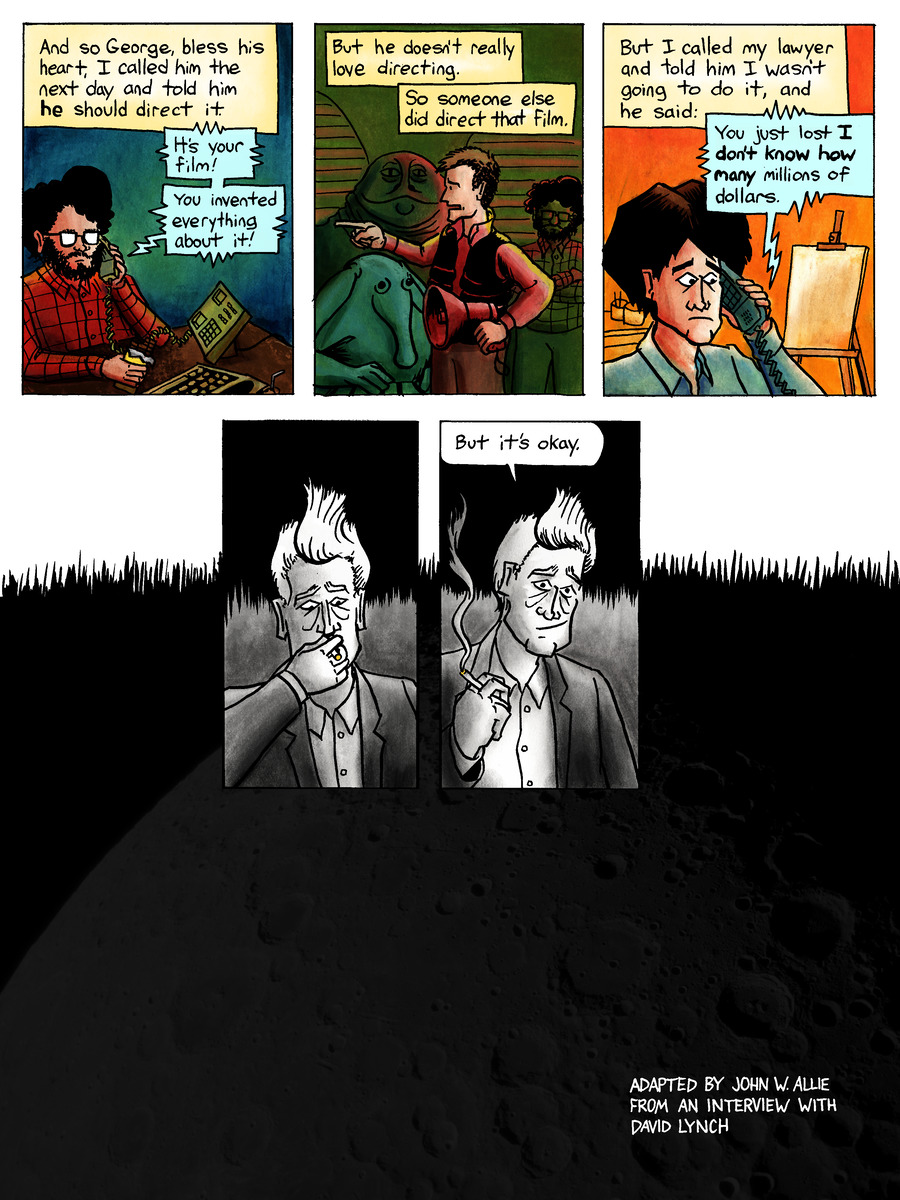 And so George, bless his
heart, I called him the
next day and told him
he should direct it.
It's your
film!
You invented
everything
about it!
But he doesn't really
love directing.
So someone else
did direct that film.
But I called my lawyer
and told him I wasn't
going to do it, and
he said:
You just lost I
don't know how
many millions of
dollars.
But it's okay.
ADAPTED BY JOHN W. ALLIE
FROM AN INTERVIEW WITH
DAVID LYNCH